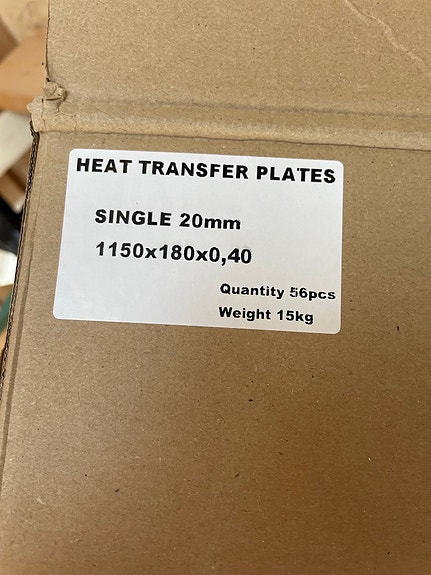 HEAT TRANSFER PLATES
SINGLE 20mm
1150x180x0,40
Quantity 56pcs
Weight 15kg